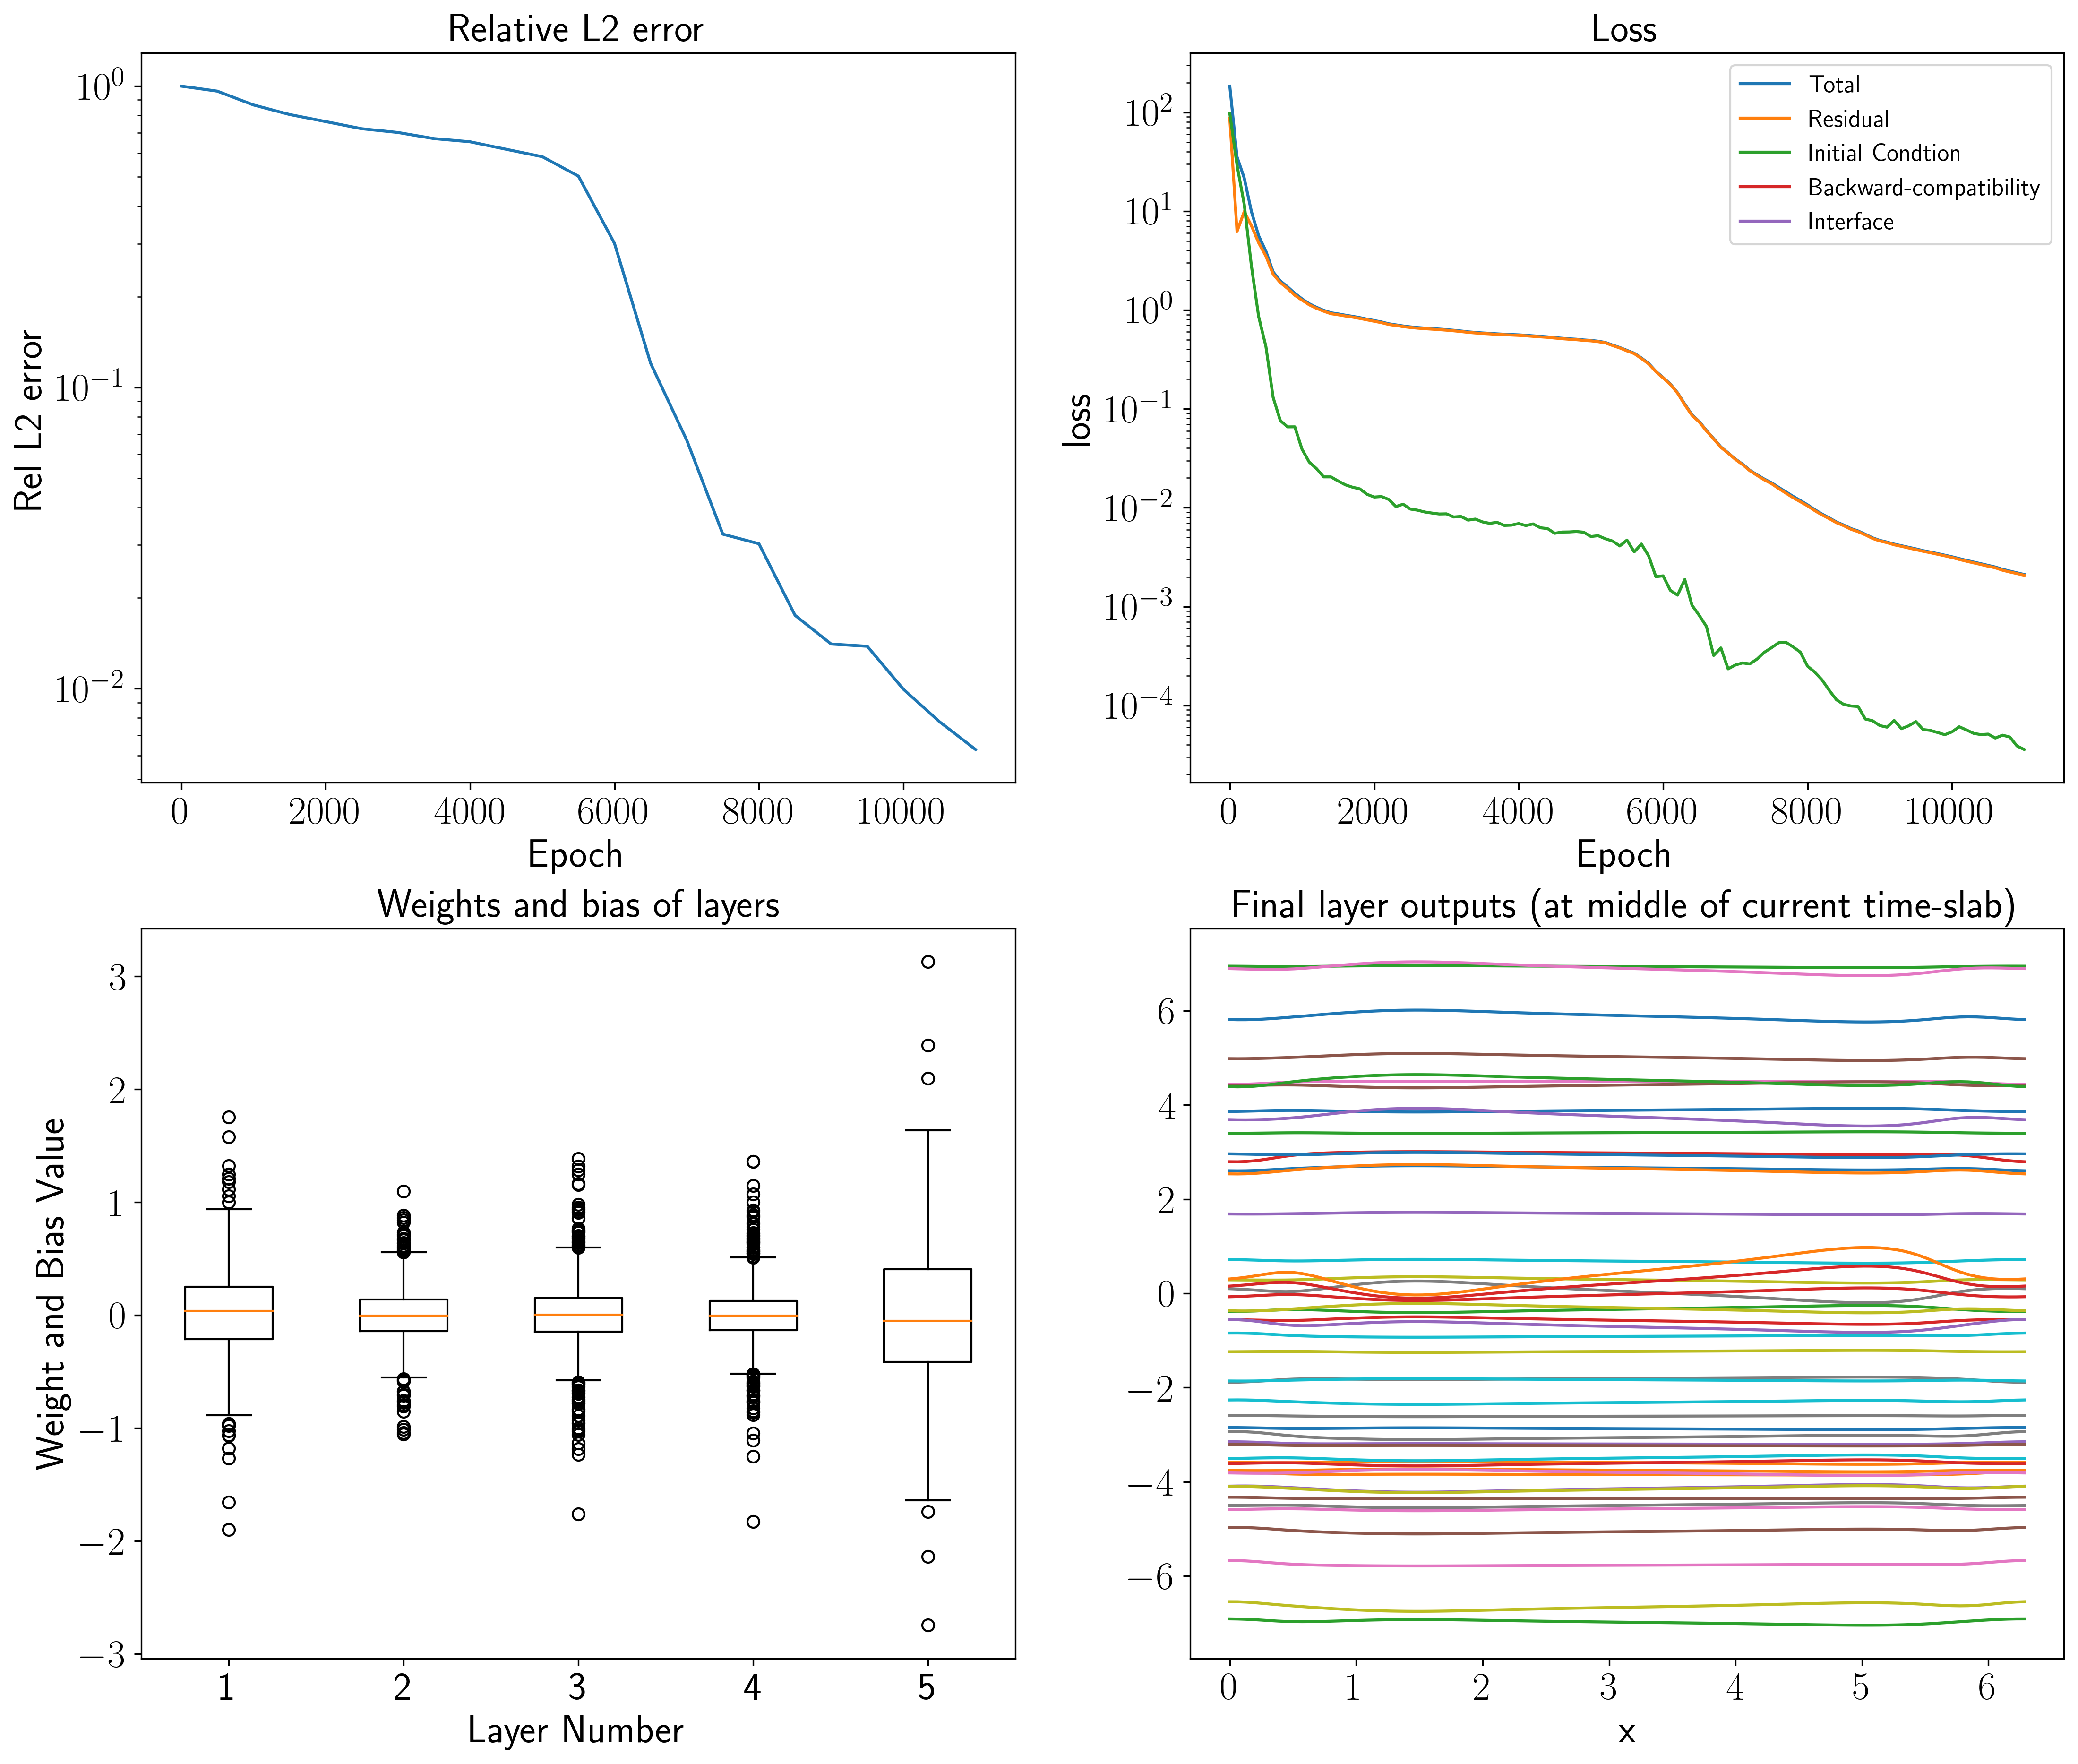 Relative L2 error
Rel L2 error
10^0
10^−1
10^−2
0 2000 4000 6000 8000 10000
Epoch
Loss
loss
10^2
10^1
10^0
10^−1
10^−2
10^−3
10^−4
Total
Residual
Initial Condtion
Backward-compatibility
Interface
0 2000 4000 6000 8000 10000
Epoch
Weights and bias of layers
Weight and Bias Value
3
2
1
0
−1
−2
−3
1 2 3 4 5
Layer Number
Final layer outputs (at middle of current time-slab)
6
4
2
0
−2
−4
−6
0 1 2 3 4 5 6
x